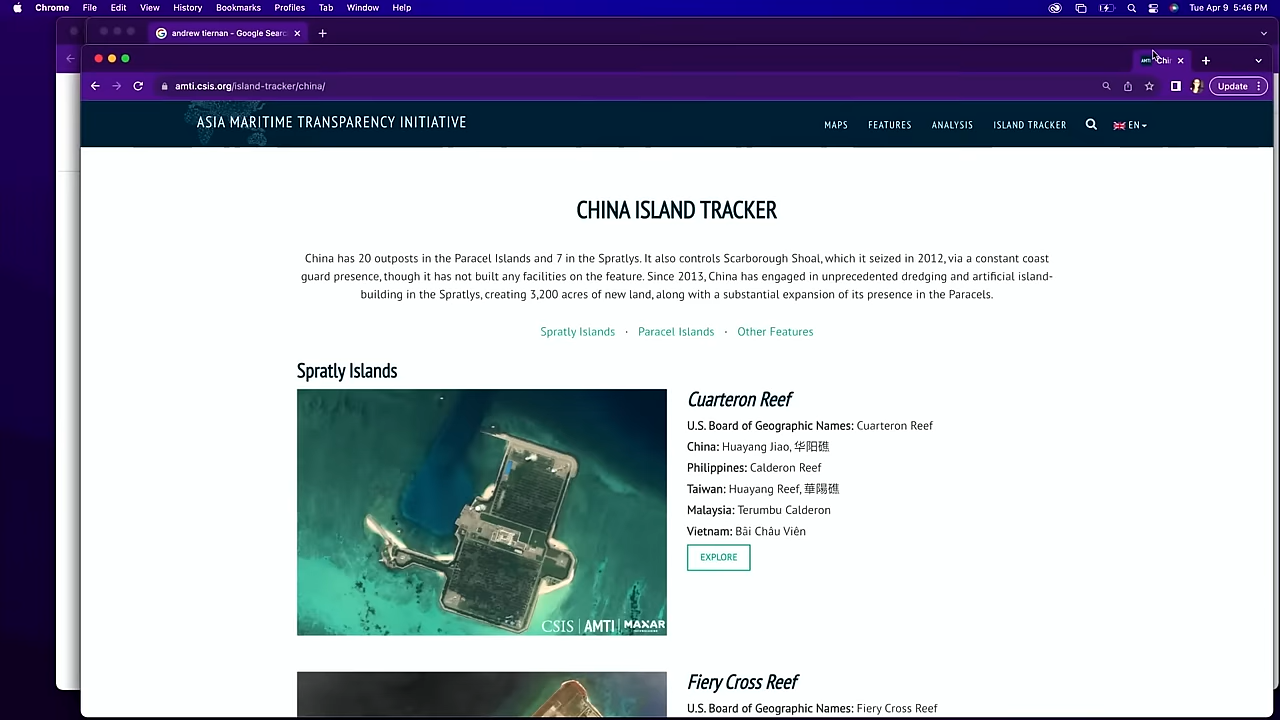 Chrome File Edit View History Bookmarks Profiles Tab Window Help Tue Apr 9 5:46 PM
andrew tiernan - Google Searc
AMTI Chi
amti.csis.org/island-tracker/china/ Update
ASIA MARITIME TRANSPARENCY INITIATIVE MAPS FEATURES ANALYSIS ISLAND TRACKER EN
CHINA ISLAND TRACKER
China has 20 outposts in the Paracel Islands and 7 in the Spratlys. It also controls Scarborough Shoal, which it seized in 2012, via a constant coast
guard presence, though it has not built any facilities on the feature. Since 2013, China has engaged in unprecedented dredging and artificial island-
building in the Spratlys, creating 3,200 acres of new land, along with a substantial expansion of its presence in the Paracels.
Spratly Islands · Paracel Islands · Other Features
Spratly Islands
Cuarteron Reef
U.S. Board of Geographic Names: Cuarteron Reef
China: Huayang Jiao, 华阳礁
Philippines: Calderon Reef
Taiwan: Huayang Reef, 華陽礁
Malaysia: Terumbu Calderon
Vietnam: Bãi Châu Viên
EXPLORE
CSIS | AMTI | MAXAR
Fiery Cross Reef
U.S. Board of Geographic Names: Fiery Cross Reef